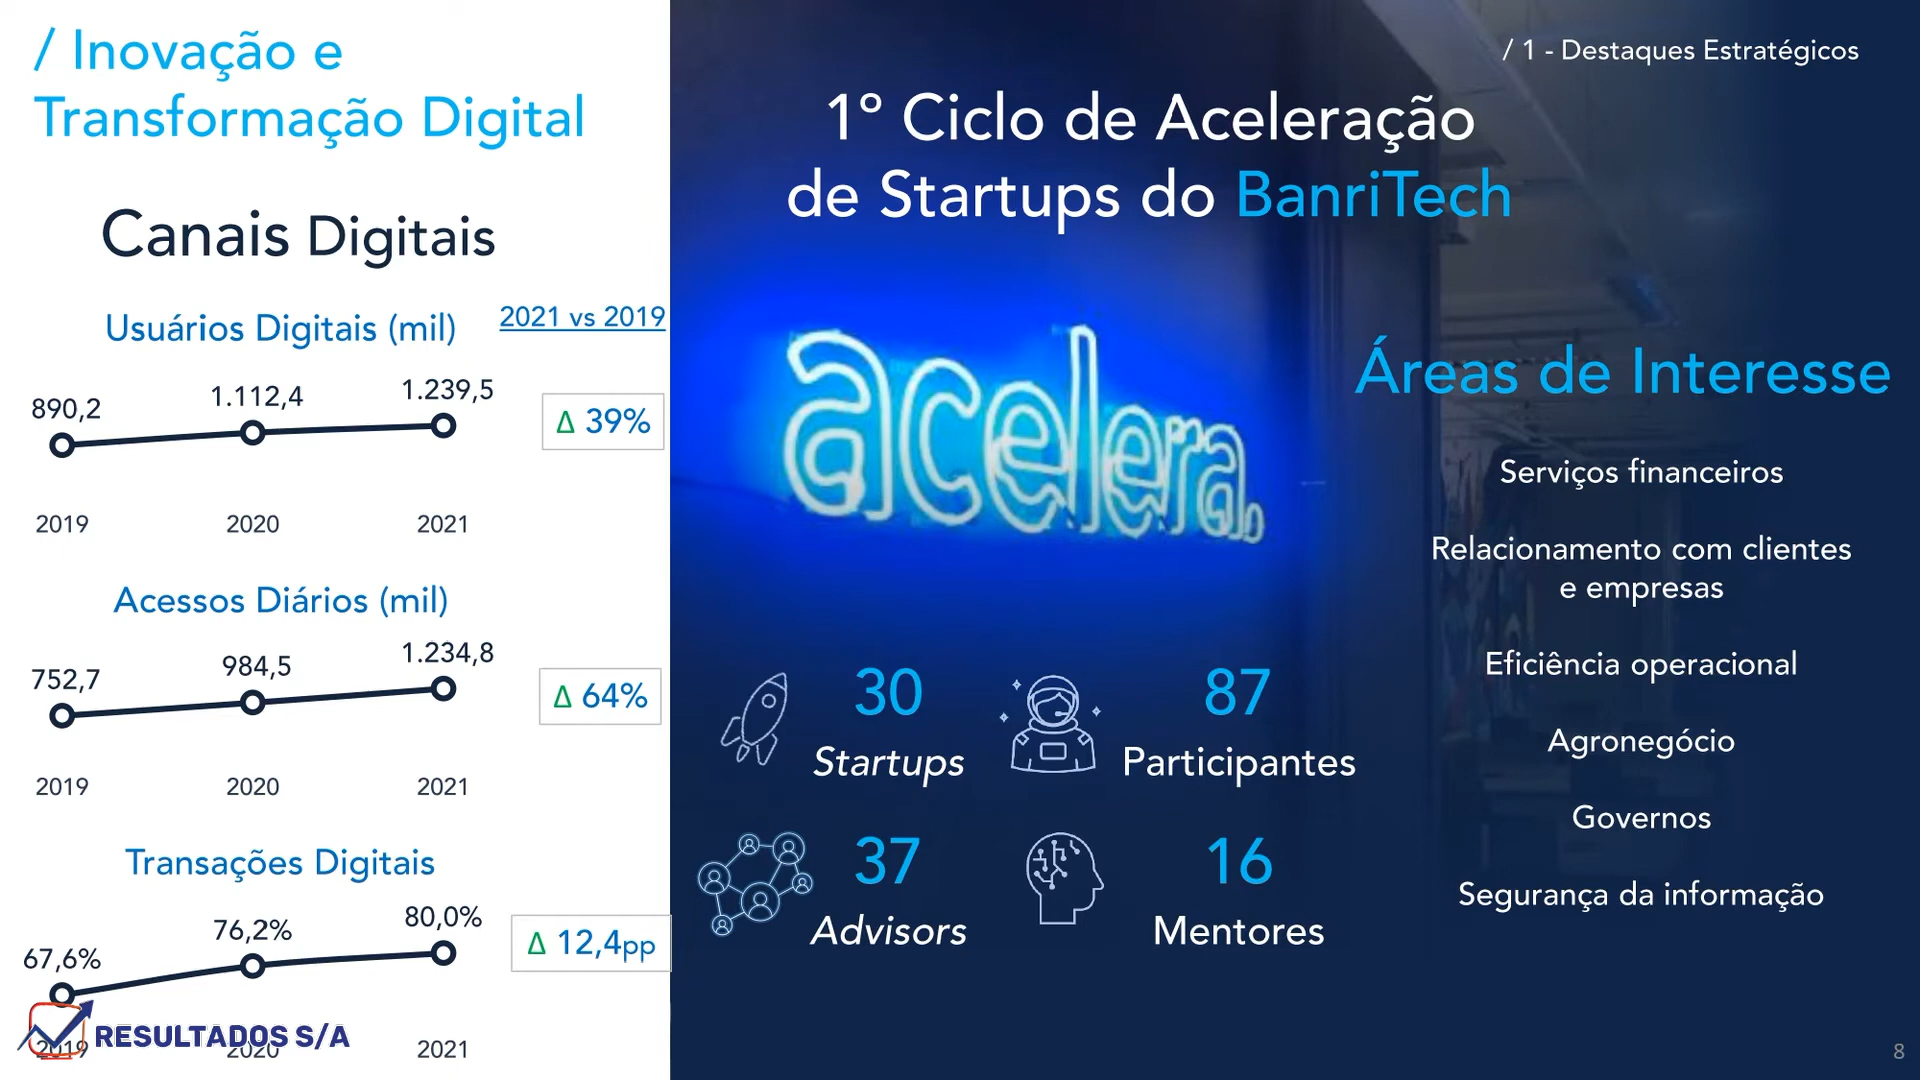 / Inovação e
Transformação Digital
Canais Digitais
Usuários Digitais (mil)
2021 vs 2019
890,2
1.112,4
1.239,5
Δ 39%
2019
2020
2021
Acessos Diários (mil)
752,7
984,5
1.234,8
Δ 64%
2019
2020
2021
Transações Digitais
67,6%
76,2%
80,0%
Δ 12,4pp
RESULTADOS S/A
2019
2020
2021
/ 1 - Destaques Estratégicos
1º Ciclo de Aceleração
de Startups do BanriTech
acelera.
30
Startups
87
Participantes
37
Advisors
16
Mentores
Áreas de Interesse
Serviços financeiros
Relacionamento com clientes
e empresas
Eficiência operacional
Agronegócio
Governos
Segurança da informação
8